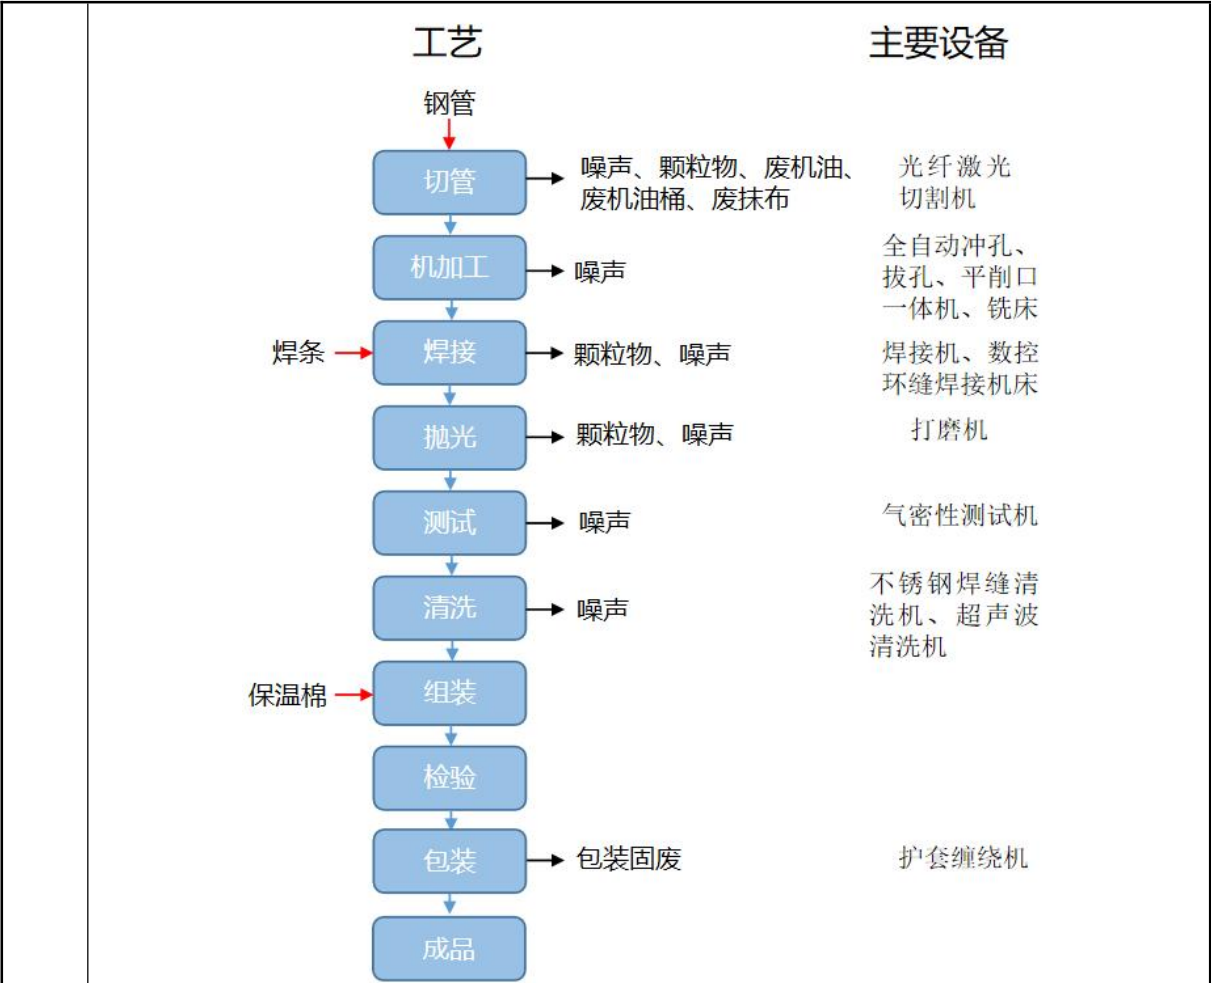 工艺
主要设备
钢管
切管
噪声、颗粒物、废机油、
废机油桶、废抹布
光纤激光
切割机
机加工
噪声
全自动冲孔、
拔孔、平削口
一体机、铣床
焊条
焊接
颗粒物、噪声
焊接机、数控
环缝焊接机床
抛光
颗粒物、噪声
打磨机
测试
噪声
气密性测试机
清洗
噪声
不锈钢焊缝清
洗机、超声波
清洗机
保温棉
组装
检验
包装
包装固废
护套缠绕机
成品